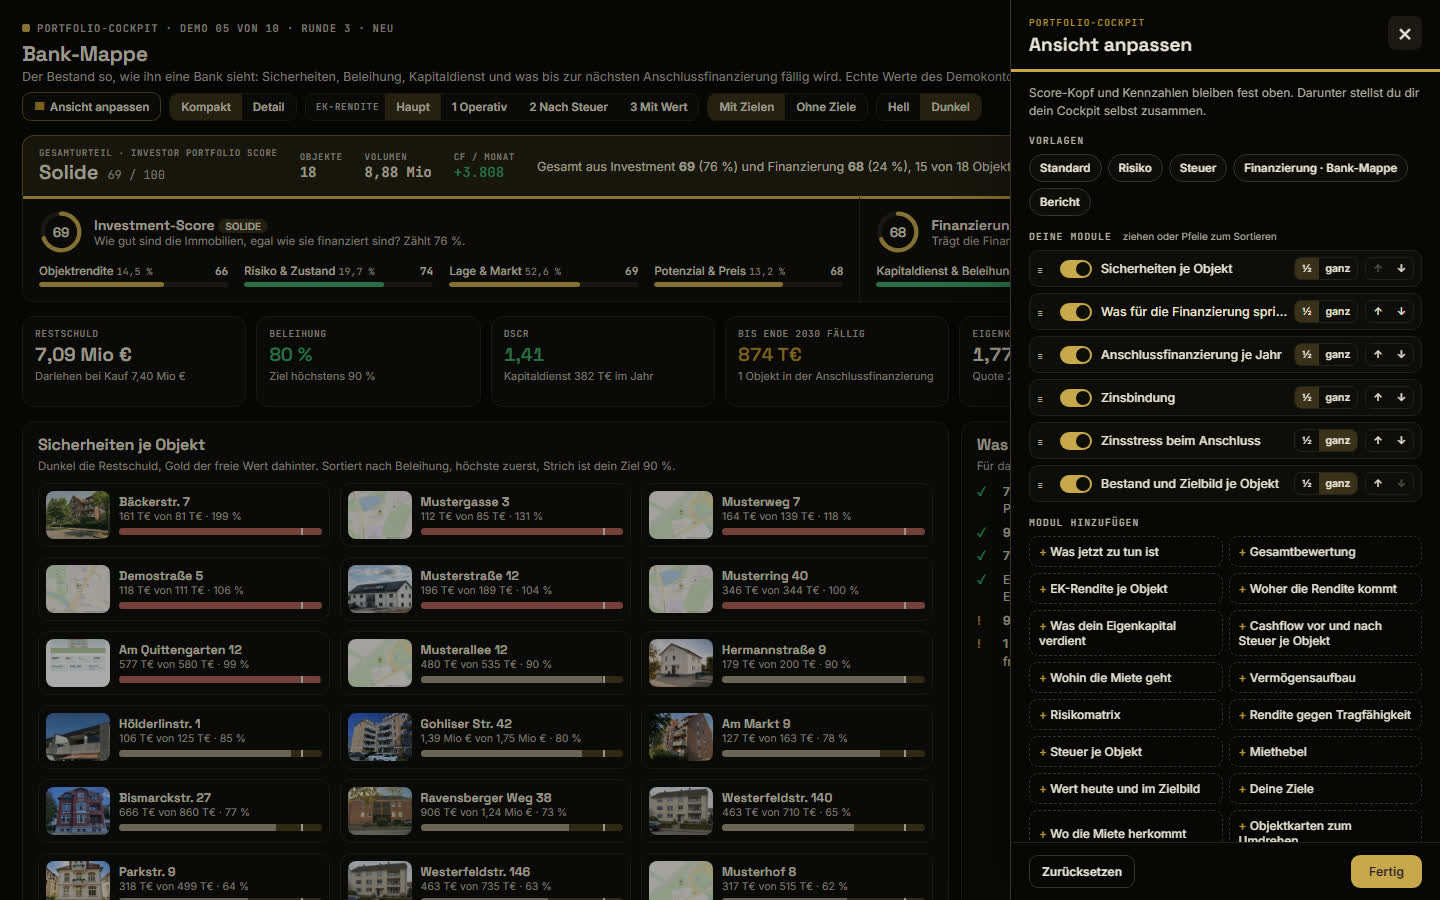 PORTFOLIO-COCKPIT · DEMO 05 VON 10 · RUNDE 3 · NEU
Bank-Mappe
Der Bestand so, wie ihn eine Bank sieht: Sicherheiten, Beleihung, Kapitaldienst und was bis zur nächsten Anschlussfinanzierung fällig wird. Echte Werte des Demokonto
Ansicht anpassen
Kompakt Detail
EK-RENDITE Haupt 1 Operativ 2 Nach Steuer 3 Mit Wert
Mit Zielen Ohne Ziele
Hell Dunkel
GESAMTURTEIL · INVESTOR PORTFOLIO SCORE
Solide 69 / 100
OBJEKTE
18
VOLUMEN
8,88 Mio
CF / MONAT
+3.808
Gesamt aus Investment 69 (76 %) und Finanzierung 68 (24 %), 15 von 18 Objekt
69
Investment-Score SOLIDE
Wie gut sind die Immobilien, egal wie sie finanziert sind? Zählt 76 %.
Objektrendite 14,5 % 66
Risiko & Zustand 19,7 % 74
Lage & Markt 52,6 % 69
Potenzial & Preis 13,2 % 68
68
Finanzierun
Trägt die Finan
Kapitaldienst & Beleihun
RESTSCHULD
7,09 Mio €
Darlehen bei Kauf 7,40 Mio €
BELEIHUNG
80 %
Ziel höchstens 90 %
DSCR
1,41
Kapitaldienst 382 T€ im Jahr
BIS ENDE 2030 FÄLLIG
874 T€
1 Objekt in der Anschlussfinanzierung
EIGENK
1,77
Quote 2
Sicherheiten je Objekt
Dunkel die Restschuld, Gold der freie Wert dahinter. Sortiert nach Beleihung, höchste zuerst, Strich ist dein Ziel 90 %.
Bäckerstr. 7
161 T€ von 81 T€ · 199 %
Mustergasse 3
112 T€ von 85 T€ · 131 %
Musterweg 7
164 T€ von 139 T€ · 118 %
Demostraße 5
118 T€ von 111 T€ · 106 %
Musterstraße 12
196 T€ von 189 T€ · 104 %
Musterring 40
346 T€ von 344 T€ · 100 %
Am Quittengarten 12
577 T€ von 580 T€ · 99 %
Musterallee 12
480 T€ von 535 T€ · 90 %
Hermannstraße 9
179 T€ von 200 T€ · 90 %
Hölderlinstr. 1
106 T€ von 125 T€ · 85 %
Gohliser Str. 42
1,39 Mio € von 1,75 Mio € · 80 %
Am Markt 9
127 T€ von 163 T€ · 78 %
Bismarckstr. 27
666 T€ von 860 T€ · 77 %
Ravensberger Weg 38
906 T€ von 1,24 Mio € · 73 %
Westerfeldstr. 140
463 T€ von 710 T€ · 65 %
Parkstr. 9
318 T€ von 499 T€ · 64 %
Westerfeldstr. 146
463 T€ von 735 T€ · 63 %
Musterhof 8
317 T€ von 515 T€ · 62 %
Was
Für da
✓ 7
P
✓ 9
✓ 7
✓ E
E
! 9
! 1
fr
PORTFOLIO-COCKPIT
Ansicht anpassen
✕
Score-Kopf und Kennzahlen bleiben fest oben. Darunter stellst du dir
dein Cockpit selbst zusammen.
VORLAGEN
Standard Risiko Steuer Finanzierung · Bank-Mappe
Bericht
DEINE MODULE ziehen oder Pfeile zum Sortieren
≡ Sicherheiten je Objekt ½ ganz ↑ ↓
≡ Was für die Finanzierung spri... ½ ganz ↑ ↓
≡ Anschlussfinanzierung je Jahr ½ ganz ↑ ↓
≡ Zinsbindung ½ ganz ↑ ↓
≡ Zinsstress beim Anschluss ½ ganz ↑ ↓
≡ Bestand und Zielbild je Objekt ½ ganz ↑ ↓
MODUL HINZUFÜGEN
+ Was jetzt zu tun ist
+ Gesamtbewertung
+ EK-Rendite je Objekt
+ Woher die Rendite kommt
+ Was dein Eigenkapital
verdient
+ Cashflow vor und nach
Steuer je Objekt
+ Wohin die Miete geht
+ Vermögensaufbau
+ Risikomatrix
+ Rendite gegen Tragfähigkeit
+ Steuer je Objekt
+ Miethebel
+ Wert heute und im Zielbild
+ Deine Ziele
+ Wo die Miete herkommt
+ Objektkarten zum
Umdrehen
Zurücksetzen
Fertig